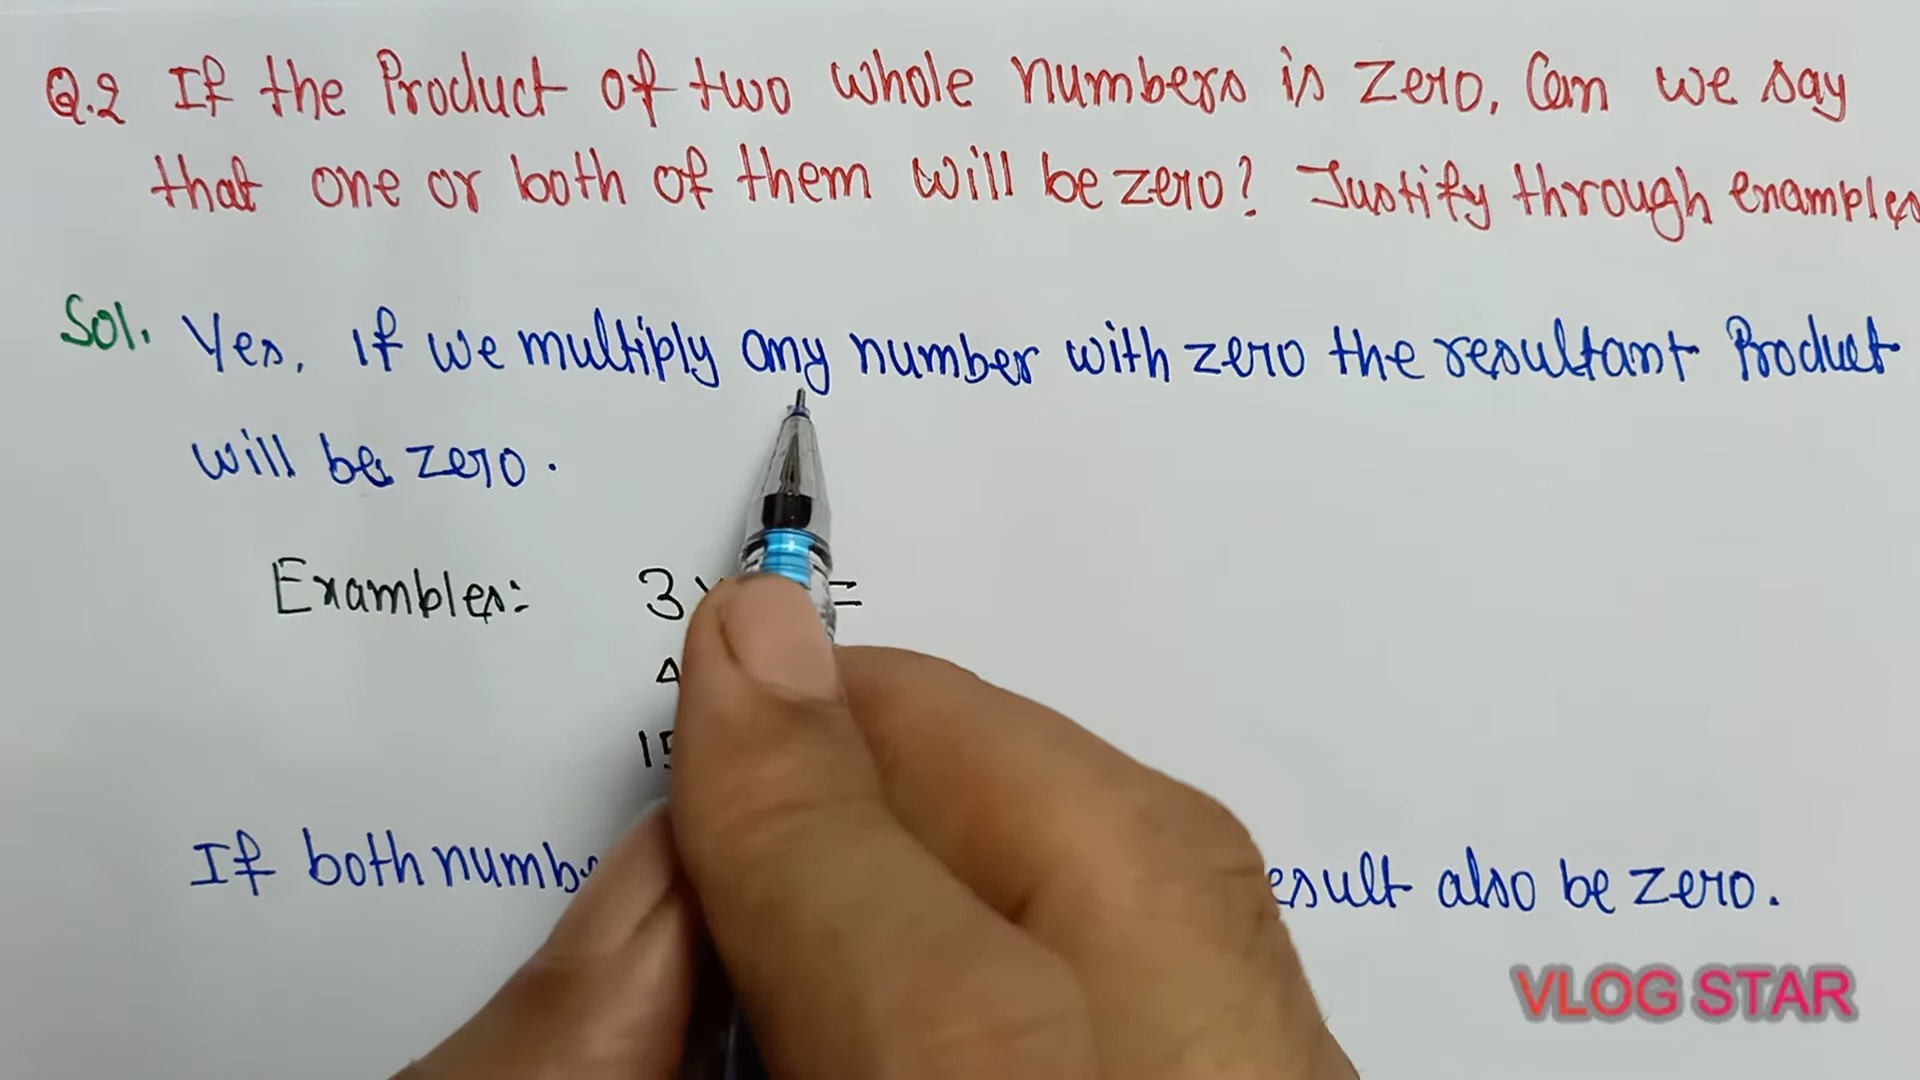 Q.2 If the Product of two whole numbers is zero, Can we say
that one or both of them will be zero? Justify through examples
Sol. Yes, if we multiply any number with zero the resultant Product
will be zero.
Examples: 3 =
4
15
If both also be zero.
VLOG STAR